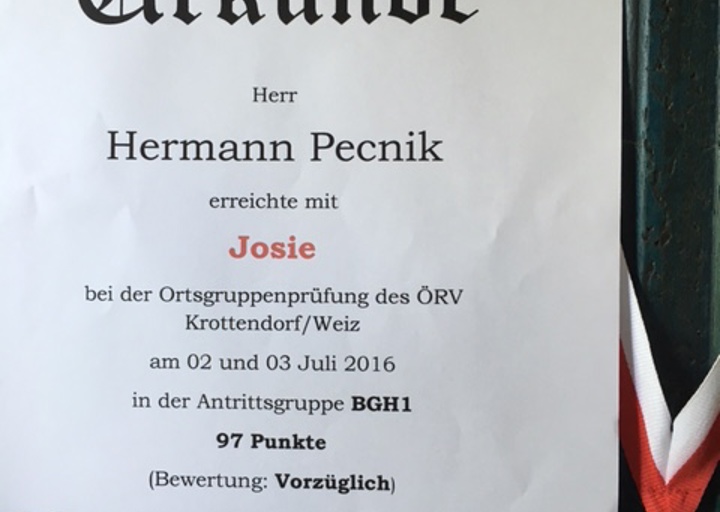 Urkunde
Herr
Hermann Pecnik
erreichte mit
Josie
bei der Ortsgruppenprüfung des ÖRV
Krottendorf/Weiz
am 02 und 03 Juli 2016
in der Antrittsgruppe BGH1
97 Punkte
(Bewertung: Vorzüglich)